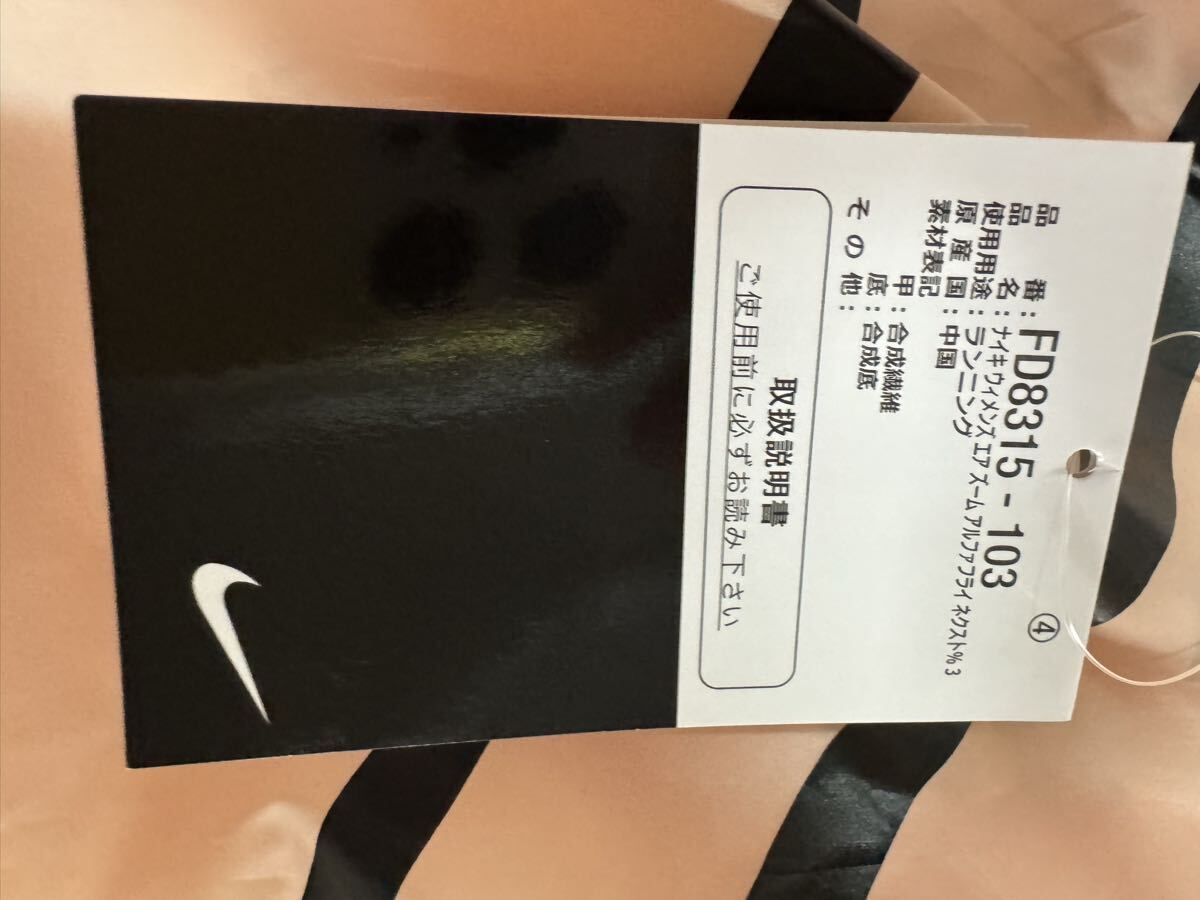 ④
品番：FD8315-103
品名：ナイキ ウィメンズ エア ズーム アルファフライ ネクスト% 3
使用用途：ランニング
原産国：中国
素材表記
甲：合成繊維
底：合成底
その他：
取扱説明書
ご使用前に必ずお読み下さい